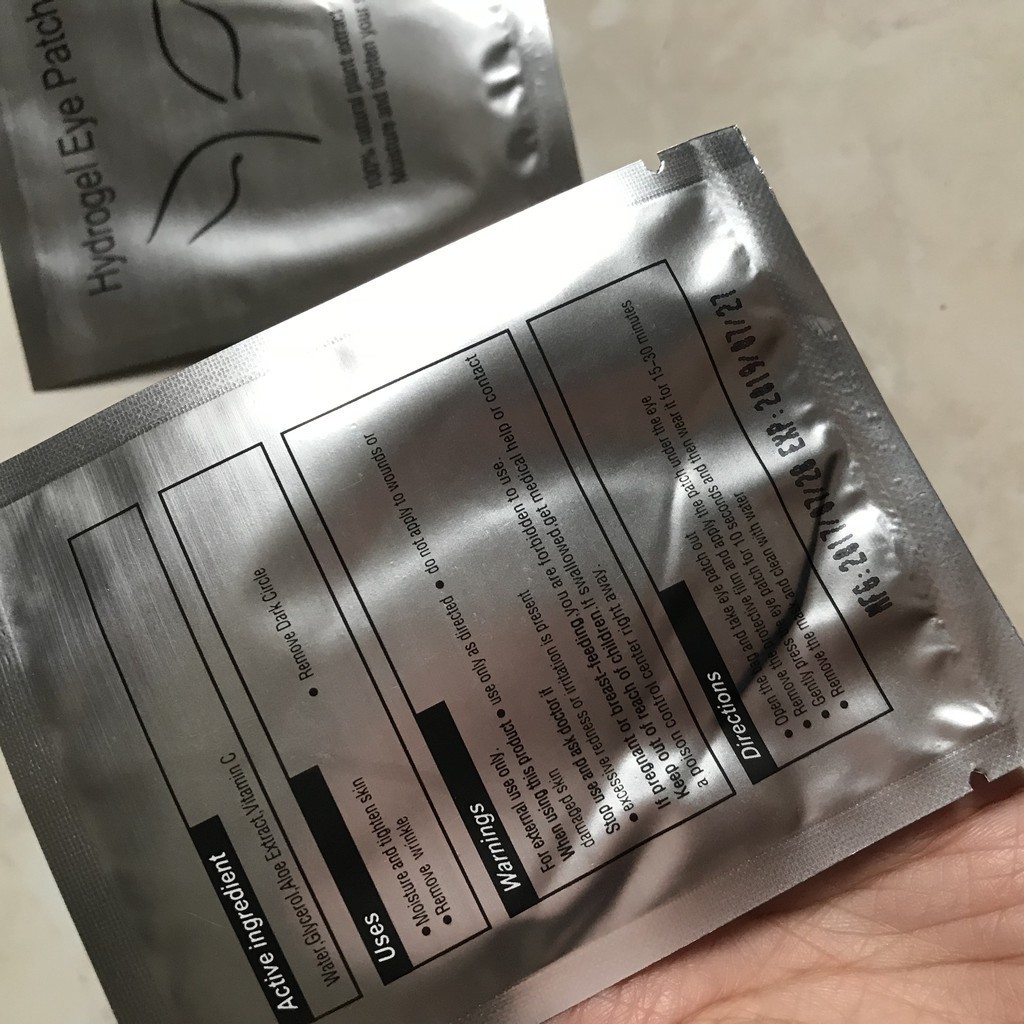 Hydrogel Eye Patch
100% natural plant extract
Moisture and tighten your
Active ingredient
Water,Glycerol,Aloe Extract,Vitamin C
Uses
• Moisture and tighten skin • Remove Dark Circle
• Remove wrinkle
Warnings
For external use only.
When using this product • use only as directed • do not apply to wounds or
damaged skin
Stop use and ask doctor if
• excessive redness or irritation is present
If pregnant or breast-feeding,you are forbidden to use.
Keep out of reach of children.If swallowed,get medical help or contact
a poison control center right away.
Directions
• Open the bag and take eye patch out
• Remove the protective film and apply the patch under the eye
• Gently press the eye patch for 10 seconds and then wear it for 15-30 minutes
• Remove the mask and clean with water
MFG:2017/07/28 EXP:2019/07/27